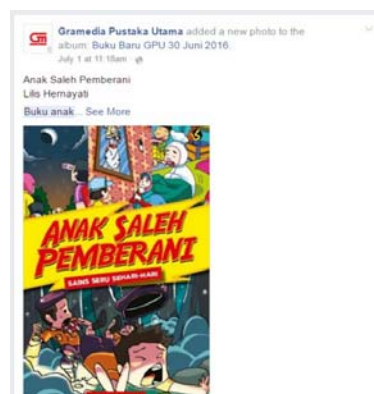 Gramedia Pustaka Utama added a new photo to the
album: Buku Baru GPU 30 Juni 2016.
July 1 at 11:18am
Anak Saleh Pemberani
Lilis Hernayati
Buku anak... See More
ANAK SALEH
PEMBERANI
SAINS SERU SEHARI-HARI